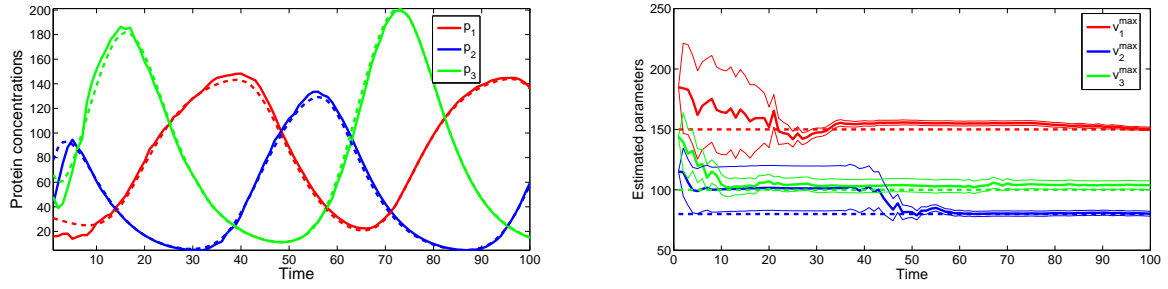 200
180
160
140
120
100
80
60
40
20
Protein concentrations
10 20 30 40 50 60 70 80 90 100
Time
p1
p2
p3
250
200
150
100
50
Estimated parameters
0 10 20 30 40 50 60 70 80 90 100
Time
v1max
v2max
v3max